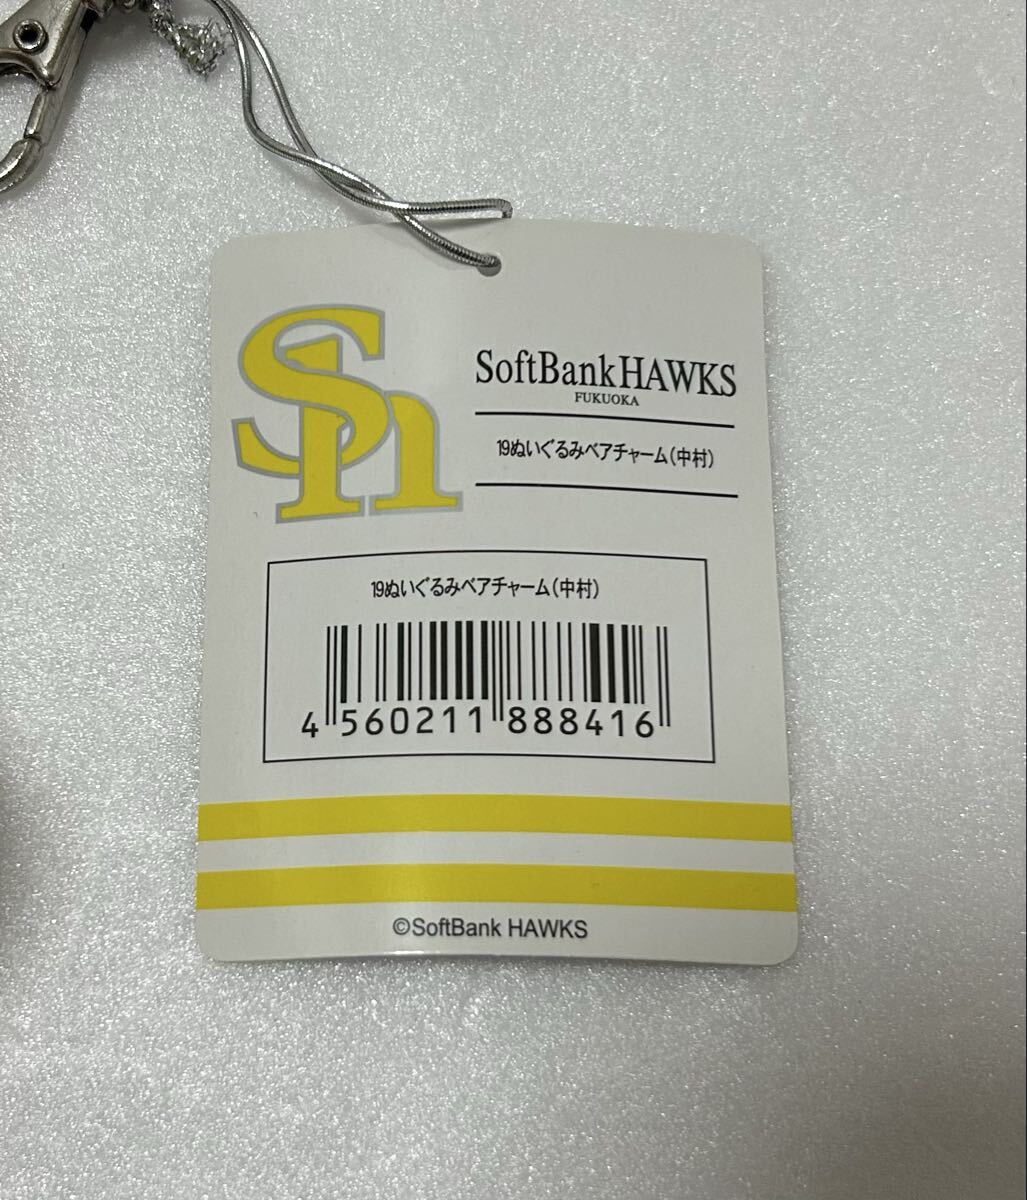 Sh
SoftBank HAWKS
FUKUOKA
19ぬいぐるみベアチャーム(中村)
19ぬいぐるみベアチャーム(中村)
4 560211 888416
©SoftBank HAWKS